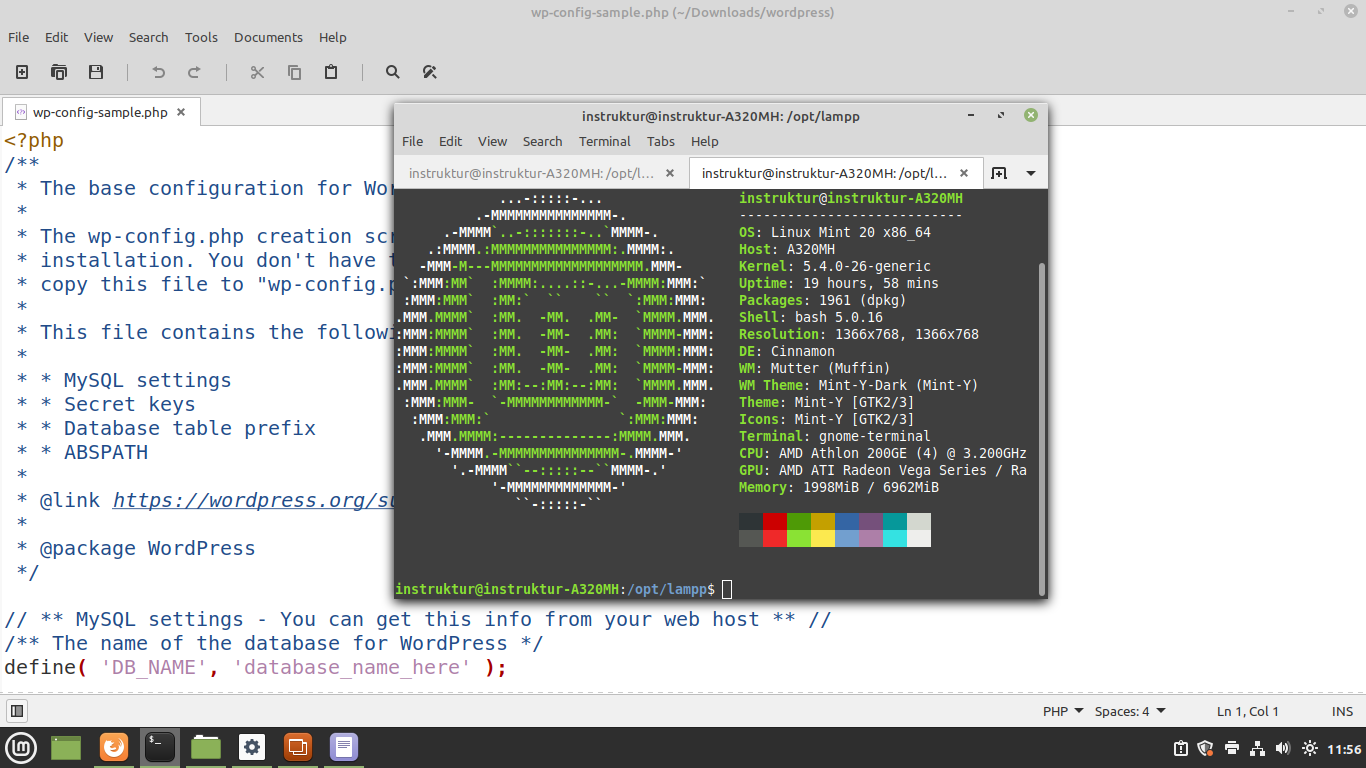 wp-config-sample.php (~/Downloads/wordpress)
File Edit View Search Tools Documents Help
wp-config-sample.php
<?php
/**
 * The base configuration for Wor
 *
 * The wp-config.php creation scr
 * installation. You don't have t
 * copy this file to "wp-config.p
 *
 * This file contains the followi
 *
 * * MySQL settings
 * * Secret keys
 * * Database table prefix
 * * ABSPATH
 *
 * @link https://wordpress.org/su
 *
 * @package WordPress
 */
// ** MySQL settings - You can get this info from your web host ** //
/** The name of the database for WordPress */
define( 'DB_NAME', 'database_name_here' );
instruktur@instruktur-A320MH: /opt/lampp
File Edit View Search Terminal Tabs Help
instruktur@instruktur-A320MH: /opt/l...
instruktur@instruktur-A320MH: /opt/l...
instruktur@instruktur-A320MH
----------------------------
OS: Linux Mint 20 x86_64
Host: A320MH
Kernel: 5.4.0-26-generic
Uptime: 19 hours, 58 mins
Packages: 1961 (dpkg)
Shell: bash 5.0.16
Resolution: 1366x768, 1366x768
DE: Cinnamon
WM: Mutter (Muffin)
WM Theme: Mint-Y-Dark (Mint-Y)
Theme: Mint-Y [GTK2/3]
Icons: Mint-Y [GTK2/3]
Terminal: gnome-terminal
CPU: AMD Athlon 200GE (4) @ 3.200GHz
GPU: AMD ATI Radeon Vega Series / Ra
Memory: 1998MiB / 6962MiB
instruktur@instruktur-A320MH:/opt/lampp$
PHP Spaces: 4 Ln 1, Col 1 INS
11:56